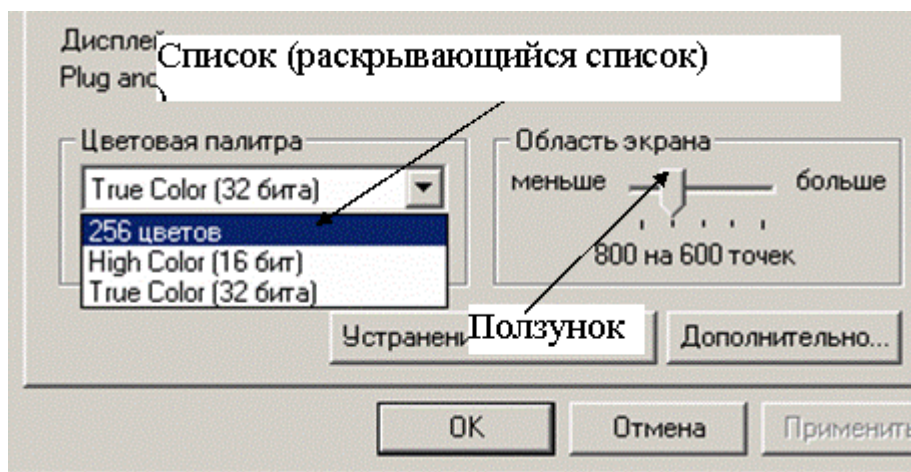 Дисплей
Список (раскрывающийся список)
Plug and
Цветовая палитра
True Color (32 бита)
256 цветов
High Color (16 бит)
True Color (32 бита)
Область экрана
меньше больше
800 на 600 точек
Ползунок
Дополнительно...
OK
Отмена
Применить